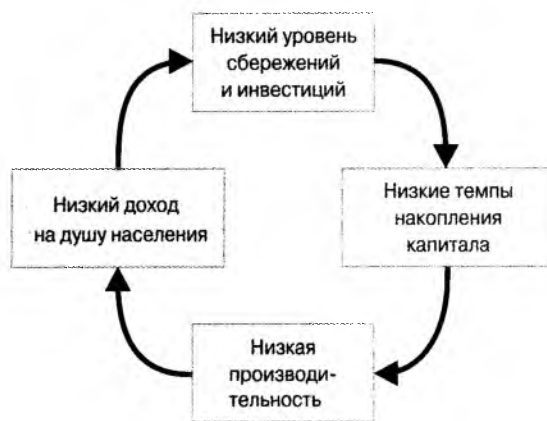 Низкий уровень
сбережений
и инвестиций
Низкие темпы
накопления
капитала
Низкая
производи-
тельность
Низкий доход
на душу населения